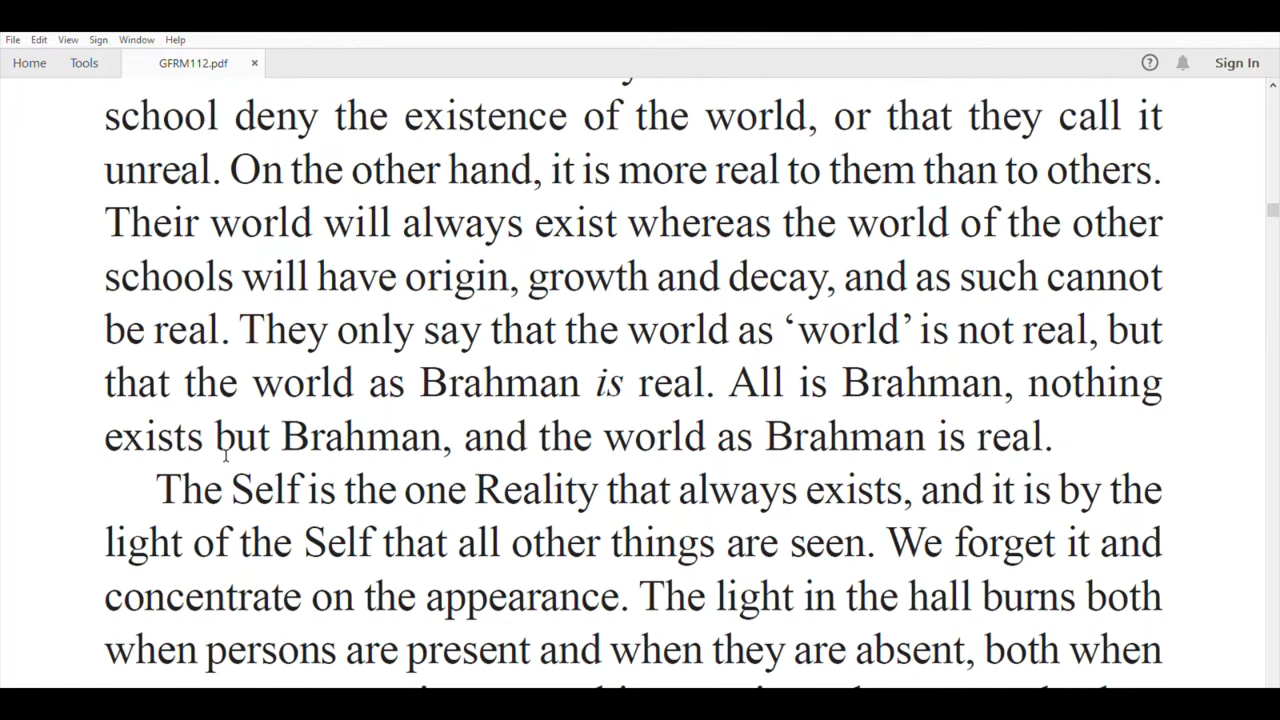 File Edit View Sign Window Help
Home Tools GFRM112.pdf × ? Sign In
school deny the existence of the world, or that they call it
unreal. On the other hand, it is more real to them than to others.
Their world will always exist whereas the world of the other
schools will have origin, growth and decay, and as such cannot
be real. They only say that the world as ‘world’ is not real, but
that the world as Brahman is real. All is Brahman, nothing
exists but Brahman, and the world as Brahman is real.
The Self is the one Reality that always exists, and it is by the
light of the Self that all other things are seen. We forget it and
concentrate on the appearance. The light in the hall burns both
when persons are present and when they are absent, both when